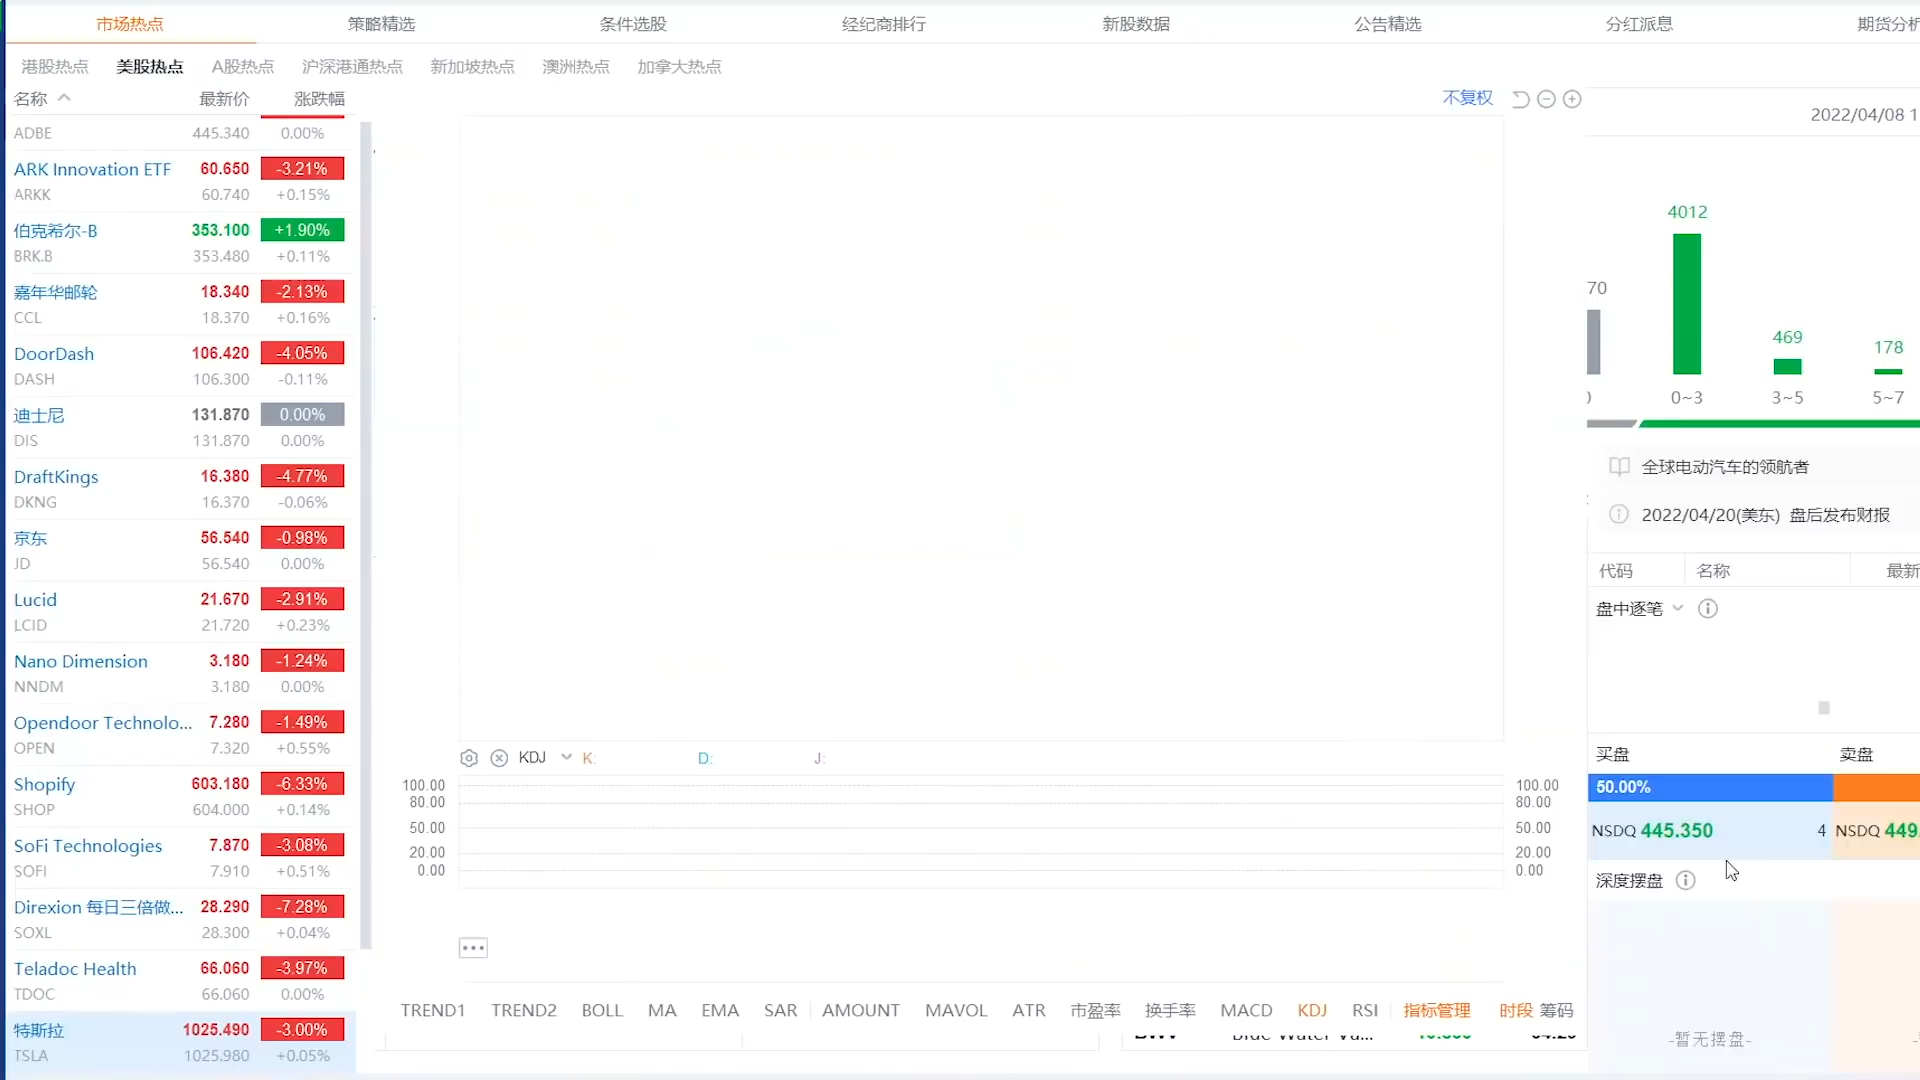 市场热点 策略精选 条件选股 经纪商排行 新股数据 公告精选 分红派息 期货分析
港股热点 美股热点 A股热点 沪深港通热点 新加坡热点 澳洲热点 加拿大热点
名称 最新价 涨跌幅
不复权
2022/04/08 1
ADBE 445.340 0.00%
ARK Innovation ETF 60.650 -3.21%
ARKK 60.740 +0.15%
伯克希尔-B 353.100 +1.90%
BRK.B 353.480 +0.11%
嘉年华邮轮 18.340 -2.13%
CCL 18.370 +0.16%
DoorDash 106.420 -4.05%
DASH 106.300 -0.11%
迪士尼 131.870 0.00%
DIS 131.870 0.00%
DraftKings 16.380 -4.77%
DKNG 16.370 -0.06%
京东 56.540 -0.98%
JD 56.540 0.00%
Lucid 21.670 -2.91%
LCID 21.720 +0.23%
Nano Dimension 3.180 -1.24%
NNDM 3.180 0.00%
Opendoor Technolo... 7.280 -1.49%
OPEN 7.320 +0.55%
Shopify 603.180 -6.33%
SHOP 604.000 +0.14%
SoFi Technologies 7.870 -3.08%
SOFI 7.910 +0.51%
Direxion 每日三倍做... 28.290 -7.28%
SOXL 28.300 +0.04%
Teladoc Health 66.060 -3.97%
TDOC 66.060 0.00%
特斯拉 1025.490 -3.00%
TSLA 1025.980 +0.05%
KDJ K: D: J:
100.00 100.00
80.00 80.00
50.00 50.00
20.00 20.00
0.00 0.00
TREND1 TREND2 BOLL MA EMA SAR AMOUNT MAVOL ATR 市盈率 换手率 MACD KDJ RSI 指标管理 时段 筹码
4012
70
469
178
0~3 3~5 5~7
全球电动汽车的领航者
2022/04/20(美东) 盘后发布财报
代码 名称 最新
盘中逐笔
买盘 卖盘
50.00%
NSDQ 445.350 4 NSDQ 449.
深度摆盘
-暂无摆盘-